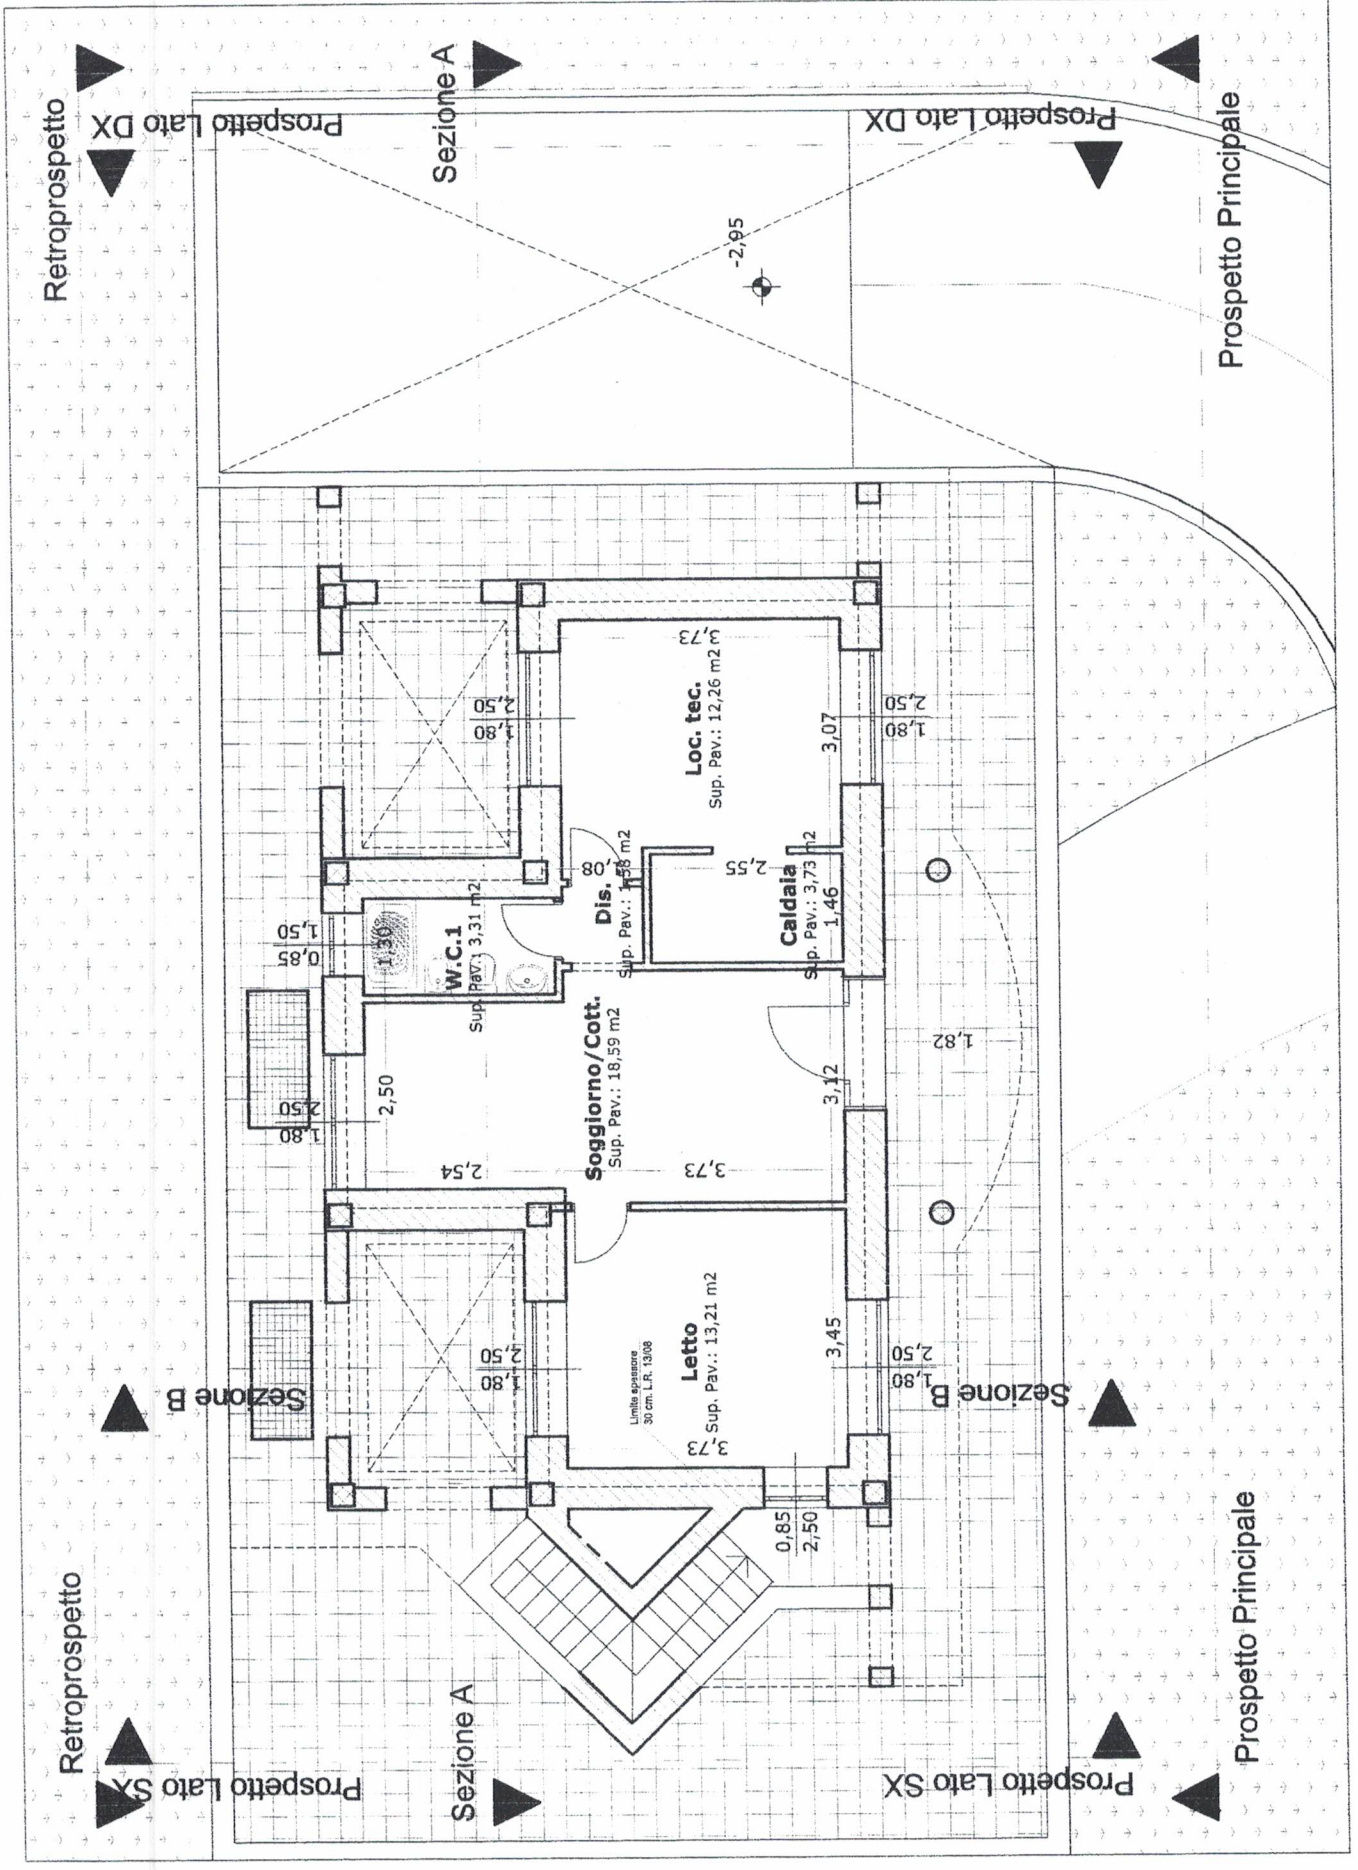 Retroprospetto
Prospetto Lato DX
Sezione A
Prospetto Lato DX
Prospetto Principale
-2,95
3,73
Loc. tec.
Sup. Pav.: 12,26 m2
3,07
2,50
1,80
2,50
1,80
1,08
Dis.
2,55
Caldaia
Sup. Pav.: 3,73 m2
1,46
W.C.1
Sup. Pav.: 3,31 m2
1,30
1,50
0,85
Soggiorno/Cott.
Sup. Pav.: 18,59 m2
2,50
2,50
1,80
2,54
3,73
3,12
1,82
Letto
Sup. Pav.: 13,21 m2
3,45
3,73
Limite spessore
30 cm. L.R. 13/08
2,50
1,80
2,50
1,80
0,85
2,50
Sezione B
Sezione B
Retroprospetto
Prospetto Lato SX
Sezione A
Prospetto Lato SX
Prospetto Principale